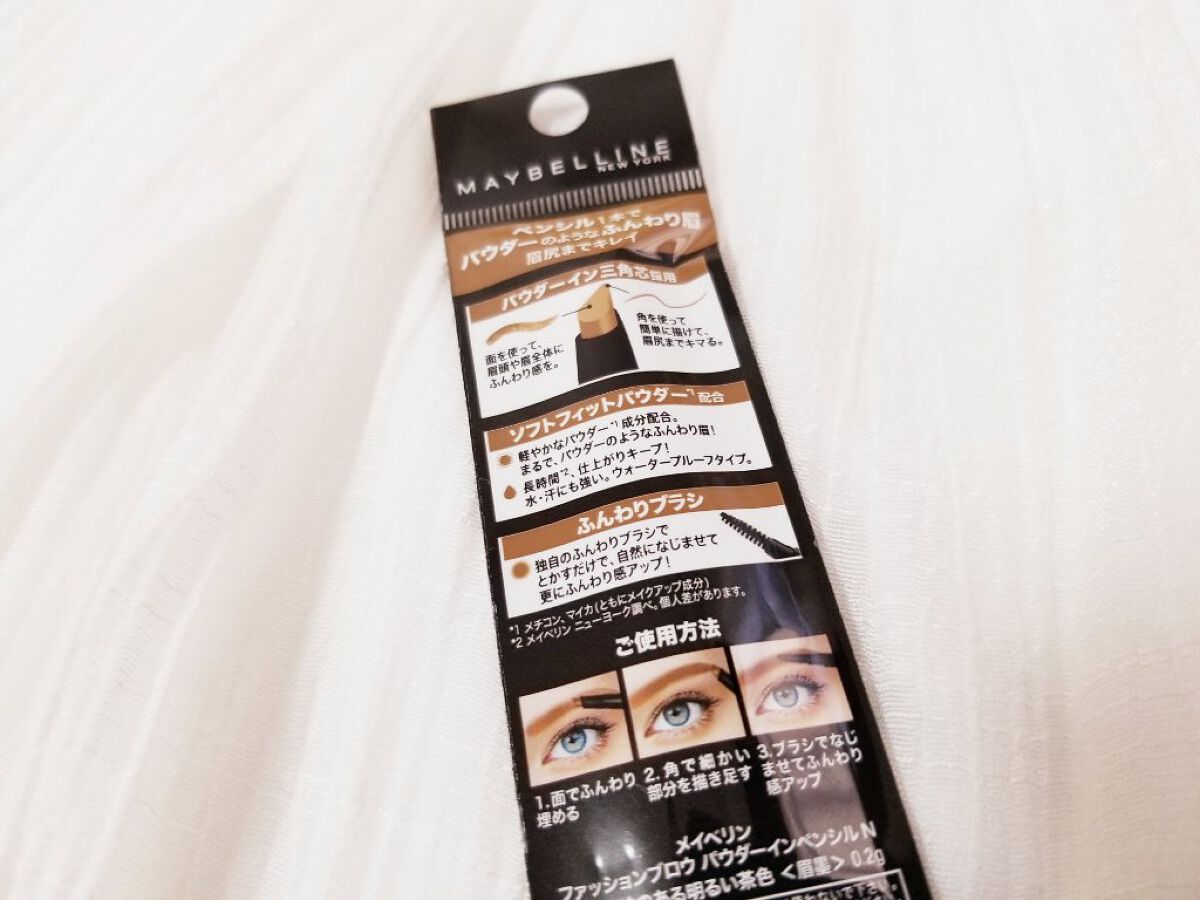 MAYBELLINE
NEW YORK
ペンシル1本で
パウダーのようなふんわり眉
眉尻までキレイ
パウダーイン三角芯採用
面を使って、
眉頭や眉全体に
ふんわり感を。
角を使って
簡単に描けて、
眉尻までキマる。
ソフトフィットパウダー*1配合
軽やかなパウダー*1成分配合。
まるで、パウダーのようなふんわり眉！
長時間*2、仕上がりキープ！
水・汗にも強い。ウォータープルーフタイプ。
ふんわりブラシ
独自のふんわりブラシで
とかすだけで、自然になじませて
更にふんわり感アップ！
*1 メチコン、マイカ(ともにメイクアップ成分)
*2 メイベリン ニューヨーク調べ。個人差があります。
ご使用方法
1.面でふんわり
埋める
2.角で細かい
部分を描き足す
3.ブラシでなじ
ませてふんわり
感アップ
メイベリン
ファッションブロウ パウダーインペンシル N
のある明るい茶色 <眉墨> 0.2g